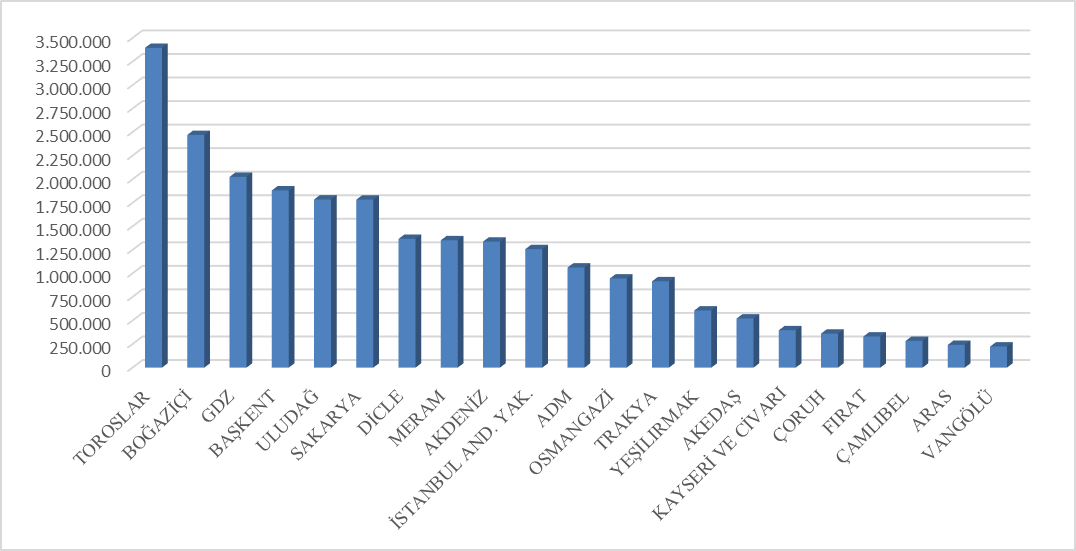 3.500.000
3.250.000
3.000.000
2.750.000
2.500.000
2.250.000
2.000.000
1.750.000
1.500.000
1.250.000
1.000.000
750.000
500.000
250.000
0
TOROSLAR
BOĞAZİÇİ
GDZ
BAŞKENT
ULUDAĞ
SAKARYA
DİCLE
MERAM
AKDENİZ
İSTANBUL AND. YAK.
ADM
OSMANGAZİ
TRAKYA
YEŞİLIRMAK
AKEDAŞ
KAYSERİ VE CİVARI
ÇORUH
FIRAT
ÇAMLIBEL
ARAS
VANGÖLÜ